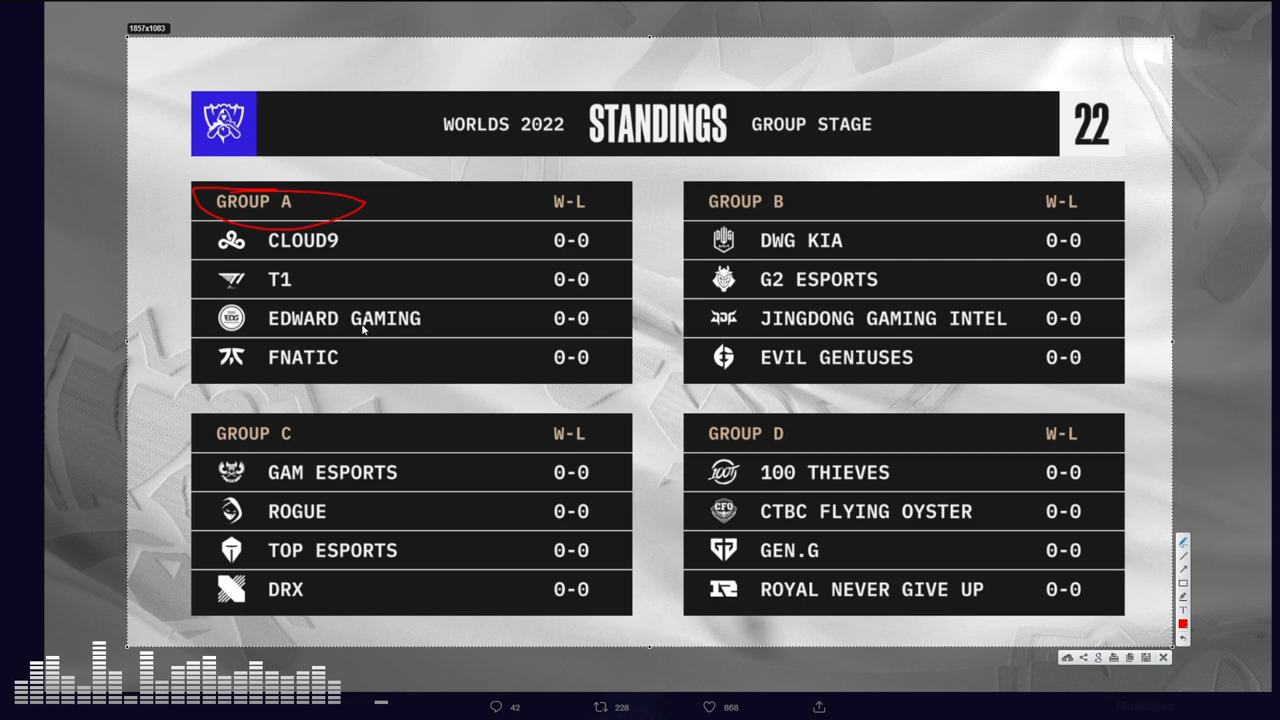 1857x1083
WORLDS 2022 STANDINGS GROUP STAGE 22
GROUP A W-L
CLOUD9 0-0
T1 0-0
EDG EDWARD GAMING 0-0
FNATIC 0-0
GROUP B W-L
DWG KIA 0-0
G2 ESPORTS 0-0
JINGDONG GAMING INTEL 0-0
EVIL GENIUSES 0-0
GROUP C W-L
GAM ESPORTS 0-0
ROGUE 0-0
TOP ESPORTS 0-0
DRX 0-0
GROUP D W-L
100T 100 THIEVES 0-0
CFO CTBC FLYING OYSTER 0-0
GEN.G 0-0
ROYAL NEVER GIVE UP 0-0
42 228 868
Messages